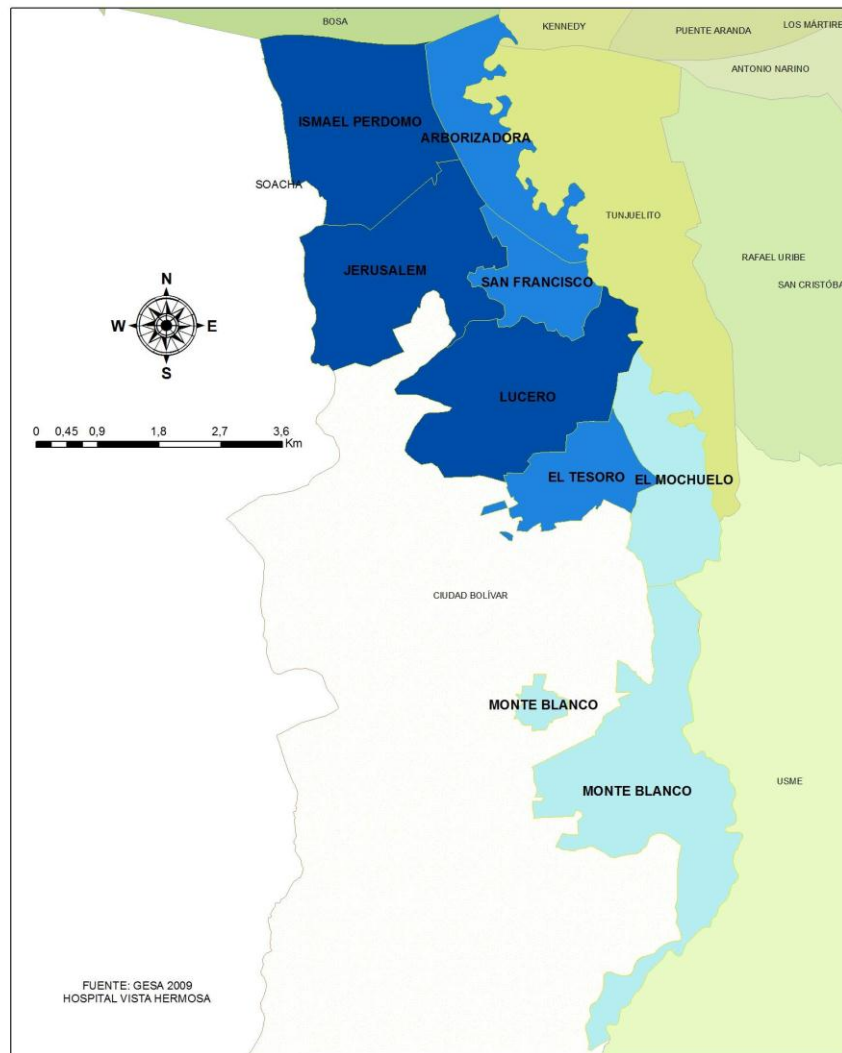 BOSA
KENNEDY
PUENTE ARANDA
LOS MÁRTIRE
ANTONIO NARINO
ISMAEL PERDOMO
ARBORIZADORA
SOACHA
TUNJUELITO
RAFAEL URIBE
SAN CRISTÓBA
JERUSALEM
SAN FRANCISCO
N
W E
S
LUCERO
0 0,45 0,9 1,8 2,7 3,6
Km
EL TESORO
EL MOCHUELO
CIUDAD BOLÍVAR
MONTE BLANCO
MONTE BLANCO
USME
FUENTE: GESA 2009
HOSPITAL VISTA HERMOSA